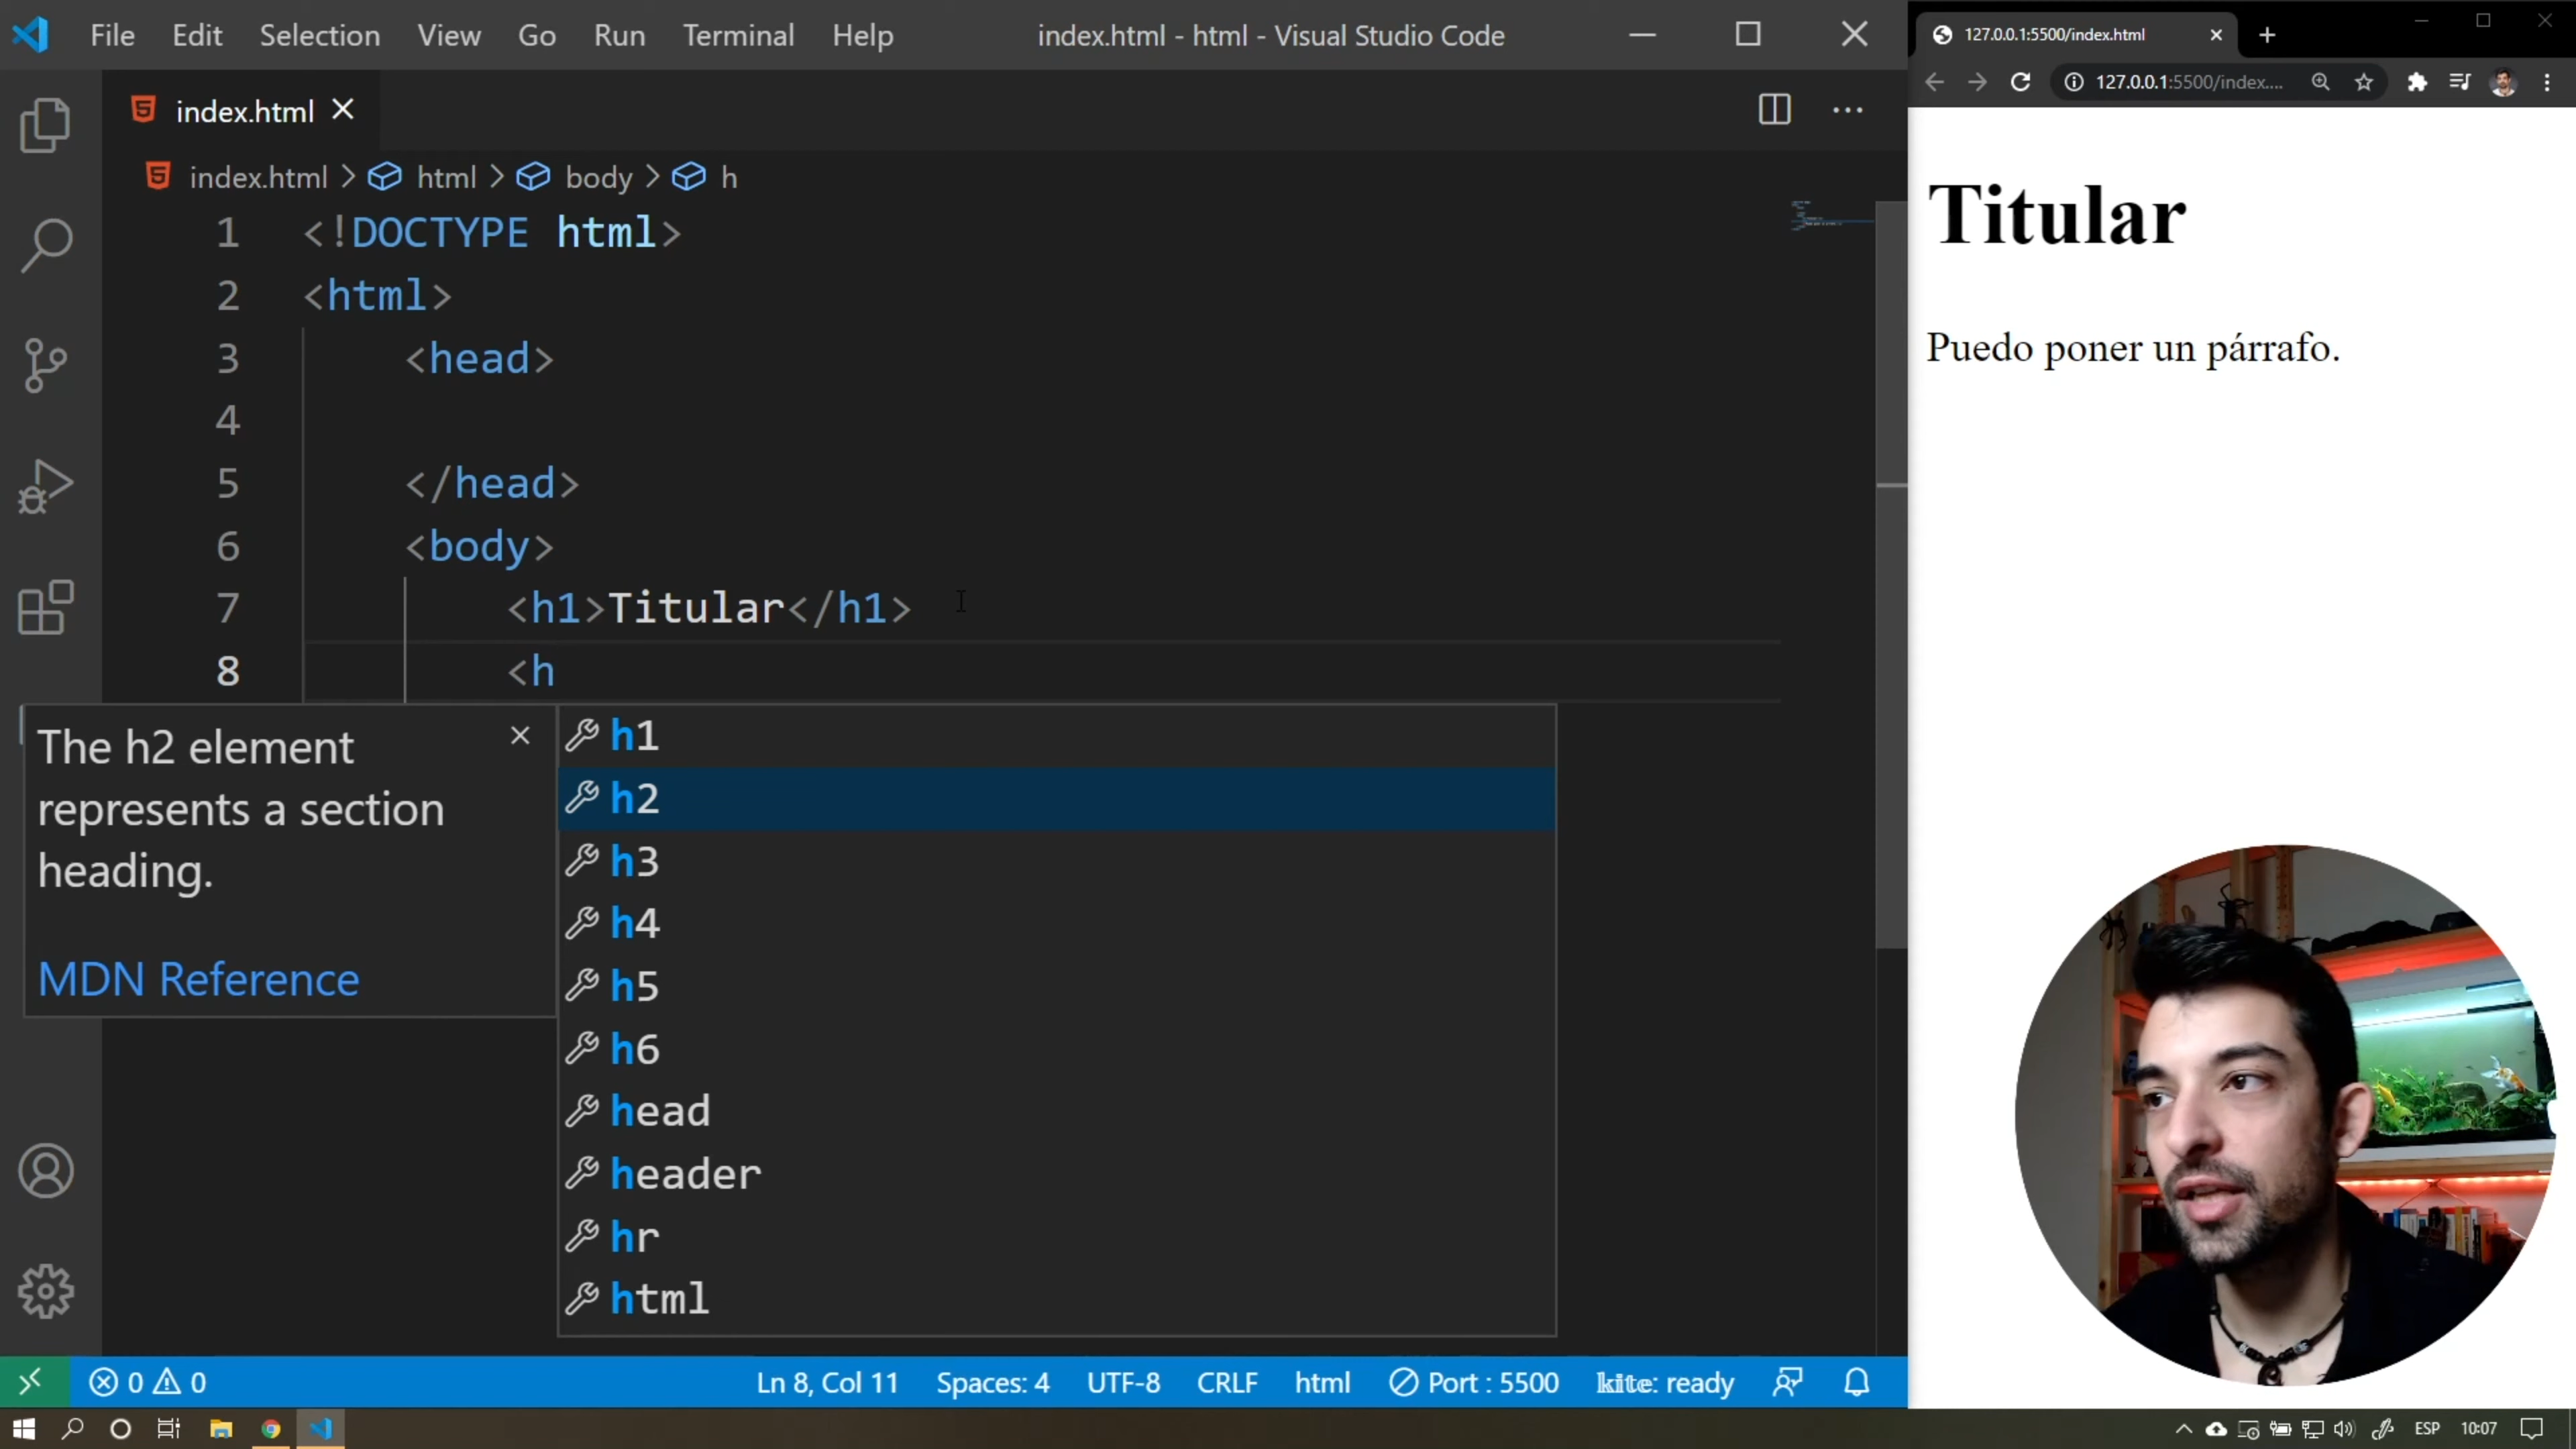 File Edit Selection View Go Run Terminal Help index.html - html - Visual Studio Code
index.html
index.html > html > body > h
1 <!DOCTYPE html>
2 <html>
3 <head>
4
5 </head>
6 <body>
7 <h1>Titular</h1>
8 <h
The h2 element
represents a section
heading.
MDN Reference
h1
h2
h3
h4
h5
h6
head
header
hr
html
0 0 Ln 8, Col 11 Spaces: 4 UTF-8 CRLF html Port : 5500 kite: ready
127.0.0.1:5500/index.html
127.0.0.1:5500/index....
Titular
Puedo poner un párrafo.
ESP 10:07